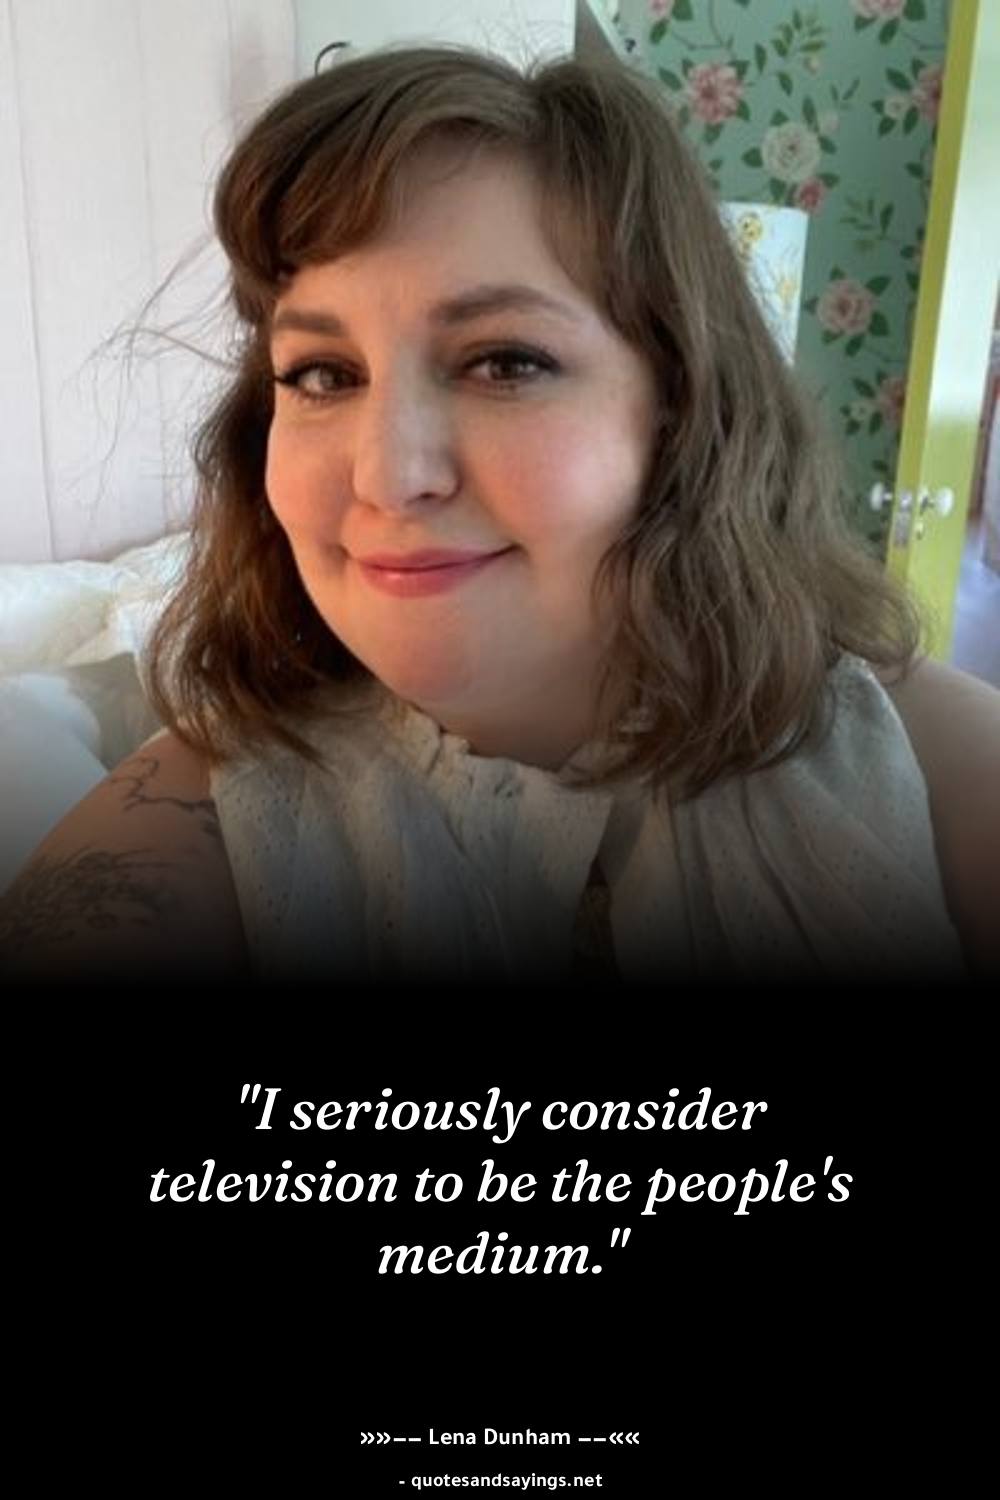 "I seriously consider
television to be the people's
medium."
»»–– Lena Dunham ––««
- quotesandsayings.net